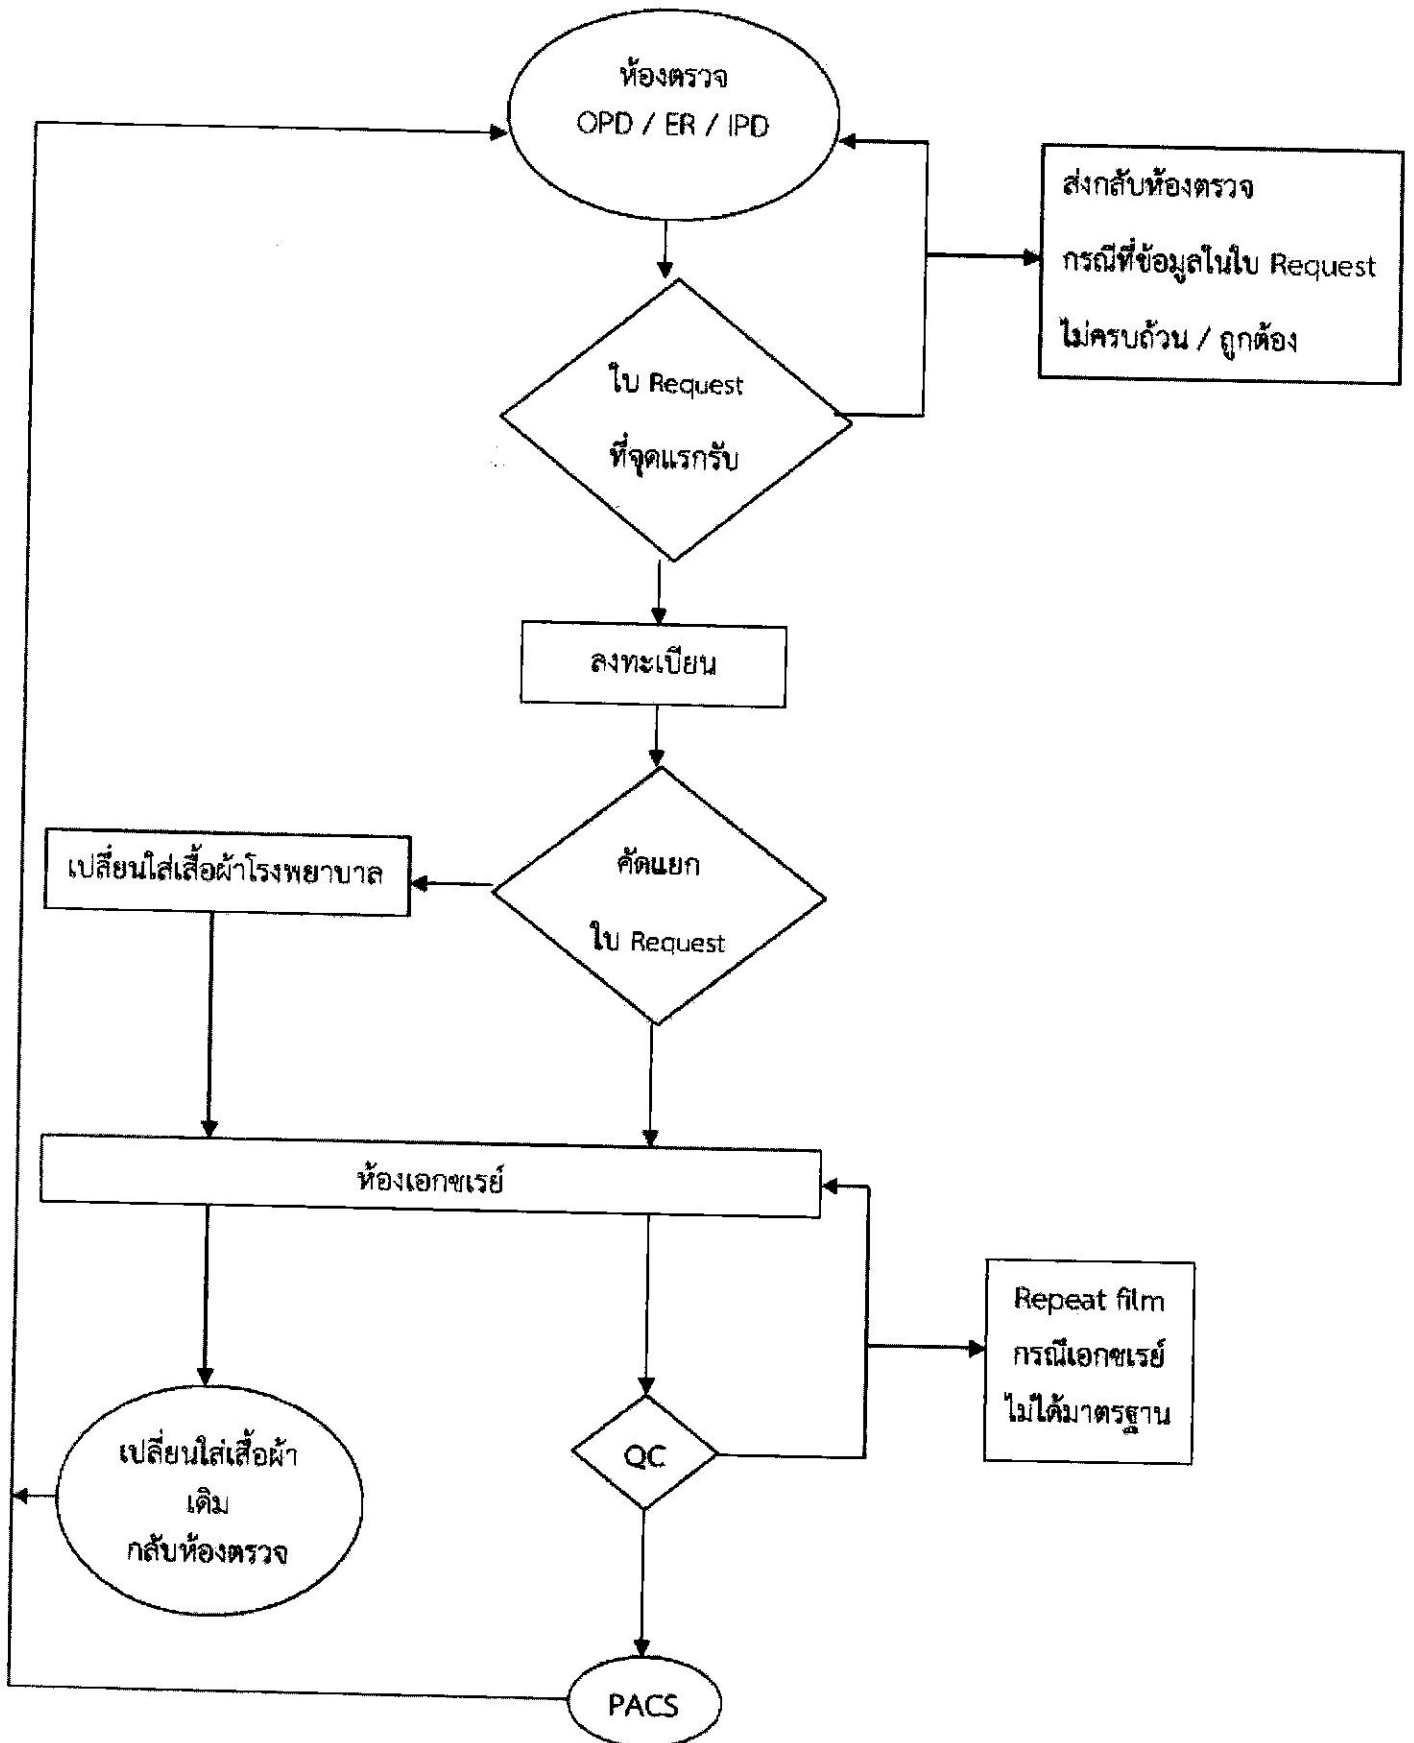 ห้องตรวจ
OPD / ER / IPD
ส่งกลับห้องตรวจ
กรณีที่ข้อมูลในใบ Request
ไม่ครบถ้วน / ถูกต้อง
ใบ Request
ที่จุดแรกรับ
ลงทะเบียน
คัดแยก
ใบ Request
เปลี่ยนใส่เสื้อผ้าโรงพยาบาล
ห้องเอกซเรย์
Repeat film
กรณีเอกซเรย์
ไม่ได้มาตรฐาน
QC
เปลี่ยนใส่เสื้อผ้า
เดิม
กลับห้องตรวจ
PACS